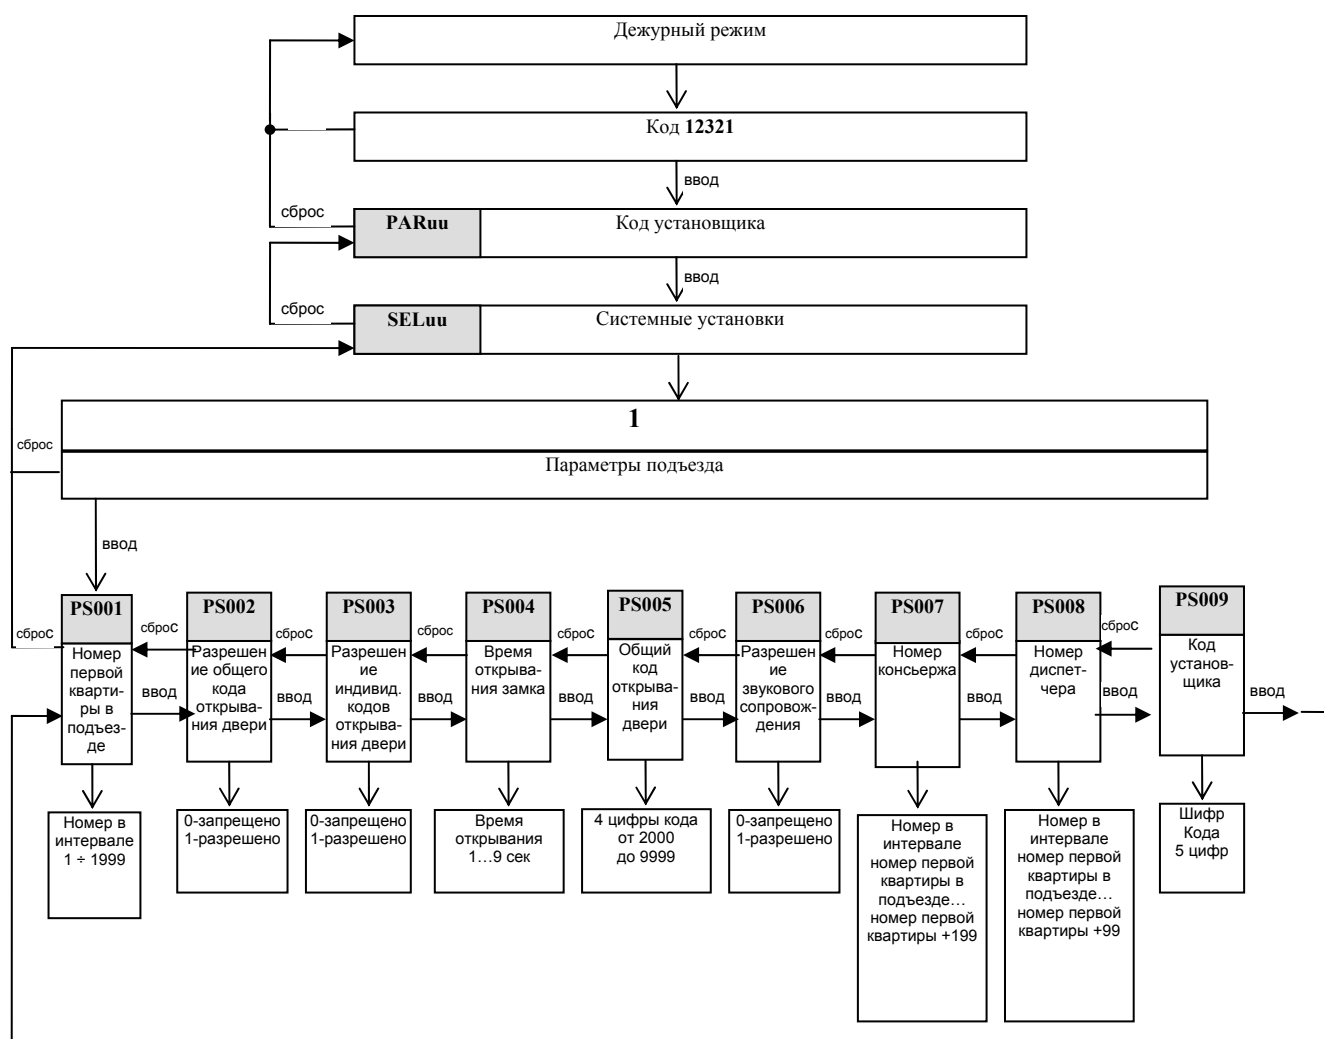 Дежурный режим
Код 12321
ввод
сброс
PARuu
Код установщика
ввод
сброс
SELuu
Системные установки
1
сброс
Параметры подъезда
ввод
PS001
PS002
PS003
PS004
PS005
PS006
PS007
PS008
PS009
сброс
сброс
сброс
сброс
сброс
сброс
сброс
сброс
сброс
Номер
первой
кварти-
ры в
подъез-
де
Разрешен
ие общего
кода
открыва-
ния двери
Разрешен
ие
индивид.
кодов
открыва-
ния двери
Время
открыва-
ния замка
Общий
код
открыва-
ния
двери
Разрешен
ие
звукового
сопровож-
дения
Номер
консьержа
Номер
диспет-
чера
Код
установ-
щика
ввод
ввод
ввод
ввод
ввод
ввод
ввод
ввод
ввод
Номер в
интервале
1 ÷ 1999
0-запрещено
1-разрешено
0-запрещено
1-разрешено
Время
открывания
1…9 сек
4 цифры кода
от 2000
до 9999
0-запрещено
1-разрешено
Номер в
интервале
номер первой
квартиры в
подъезде…
номер первой
квартиры +199
Номер в
интервале
номер первой
квартиры в
подъезде…
номер первой
квартиры +99
Шифр
Кода
5 цифр